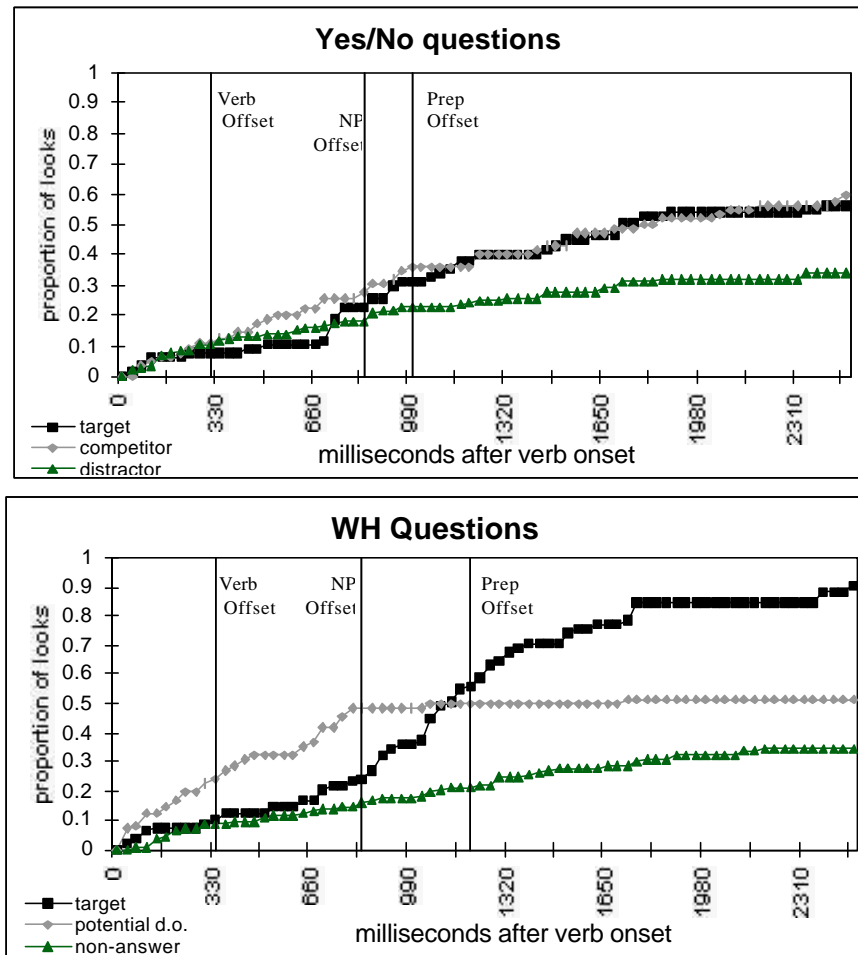 Yes/No questions
1
0.9
0.8
0.7
0.6
0.5
0.4
0.3
0.2
0.1
0
proportion of looks
Verb
Offset
NP
Offset
Prep
Offset
0
330
660
990
1320
1650
1980
2310
milliseconds after verb onset
target
competitor
distractor
WH Questions
1
0.9
0.8
0.7
0.6
0.5
0.4
0.3
0.2
0.1
0
proportion of looks
Verb
Offset
NP
Offset
Prep
Offset
0
330
660
990
1320
1650
1980
2310
milliseconds after verb onset
target
potential d.o.
non-answer